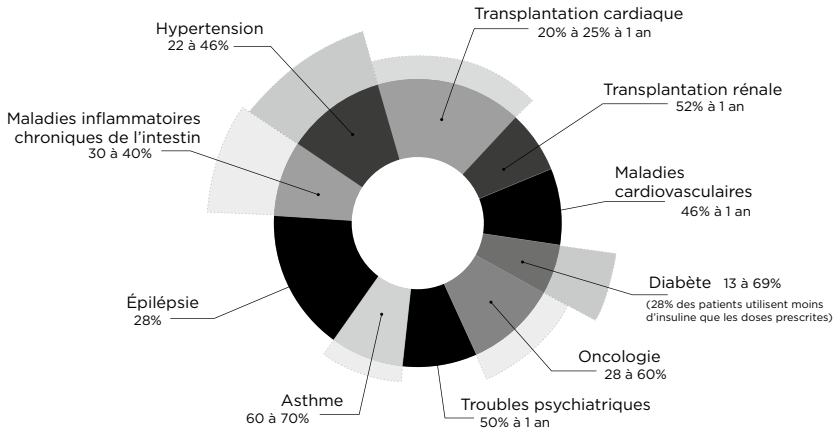 Transplantation cardiaque
20% à 25% à 1 an
Transplantation rénale
52% à 1 an
Maladies
cardiovasculaires
46% à 1 an
Diabète 13 à 69%
(28% des patients utilisent moins
d'insuline que les doses prescrites)
Oncologie
28 à 60%
Troubles psychiatriques
50% à 1 an
Asthme
60 à 70%
Épilépsie
28%
Maladies inflammatoires
chroniques de l'intestin
30 à 40%
Hypertension
22 à 46%